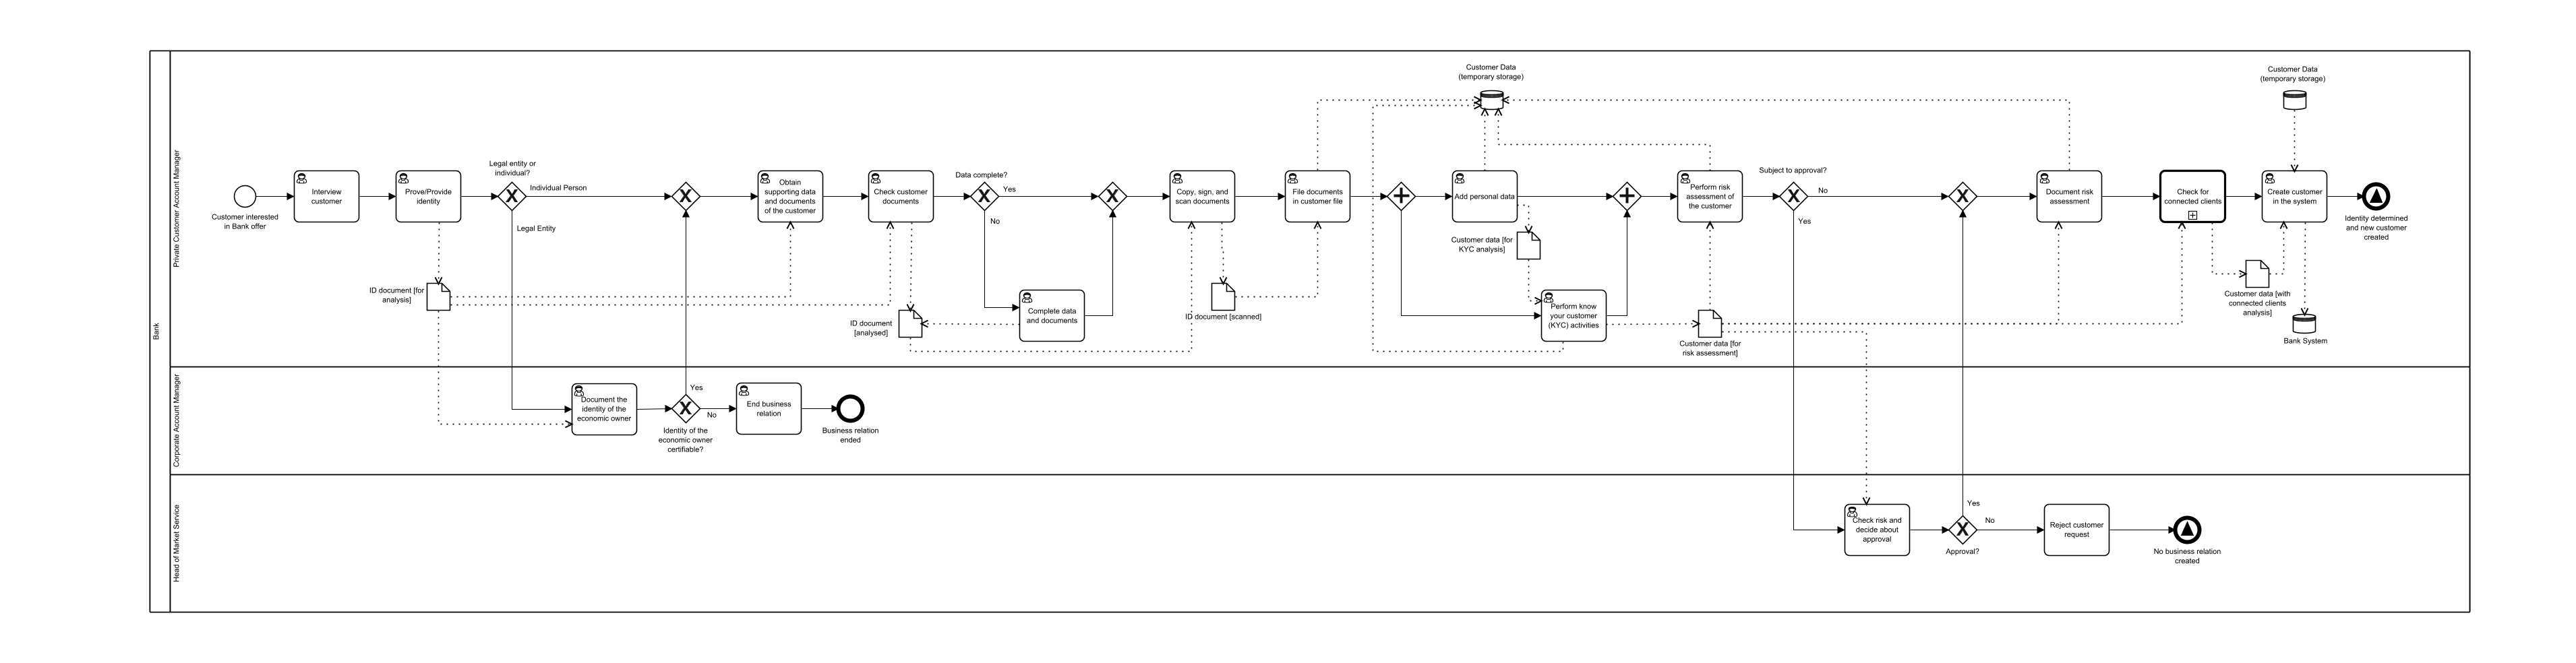 Customer Data
(temporary storage)
Customer Data
(temporary storage)
Bank
Private Customer Account Manager
Customer interested
in Bank offer
Interview
customer
Prove/Provide
identity
Legal entity or
individual?
Individual Person
Legal Entity
Obtain
supporting data
and documents
of the customer
Check customer
documents
Data complete?
Yes
No
Copy, sign, and
scan documents
File documents
in customer file
Add personal data
Customer data [for
KYC analysis]
Perform risk
assessment of
the customer
Subject to approval?
No
Yes
Document risk
assessment
Check for
connected clients
Create customer
in the system
Identity determined
and new customer
created
ID document [for
analysis]
ID document
[analysed]
Complete data
and documents
ID document [scanned]
Perform know
your customer
(KYC) activities
Customer data [for
risk assessment]
Customer data [with
connected clients
analysis]
Bank System
Corporate Account Manager
Document the
identity of the
economic owner
Yes
No
Identity of the
economic owner
certifiable?
End business
relation
Business relation
ended
Head of Market Service
Check risk and
decide about
approval
Yes
No
Approval?
Reject customer
request
No business relation
created